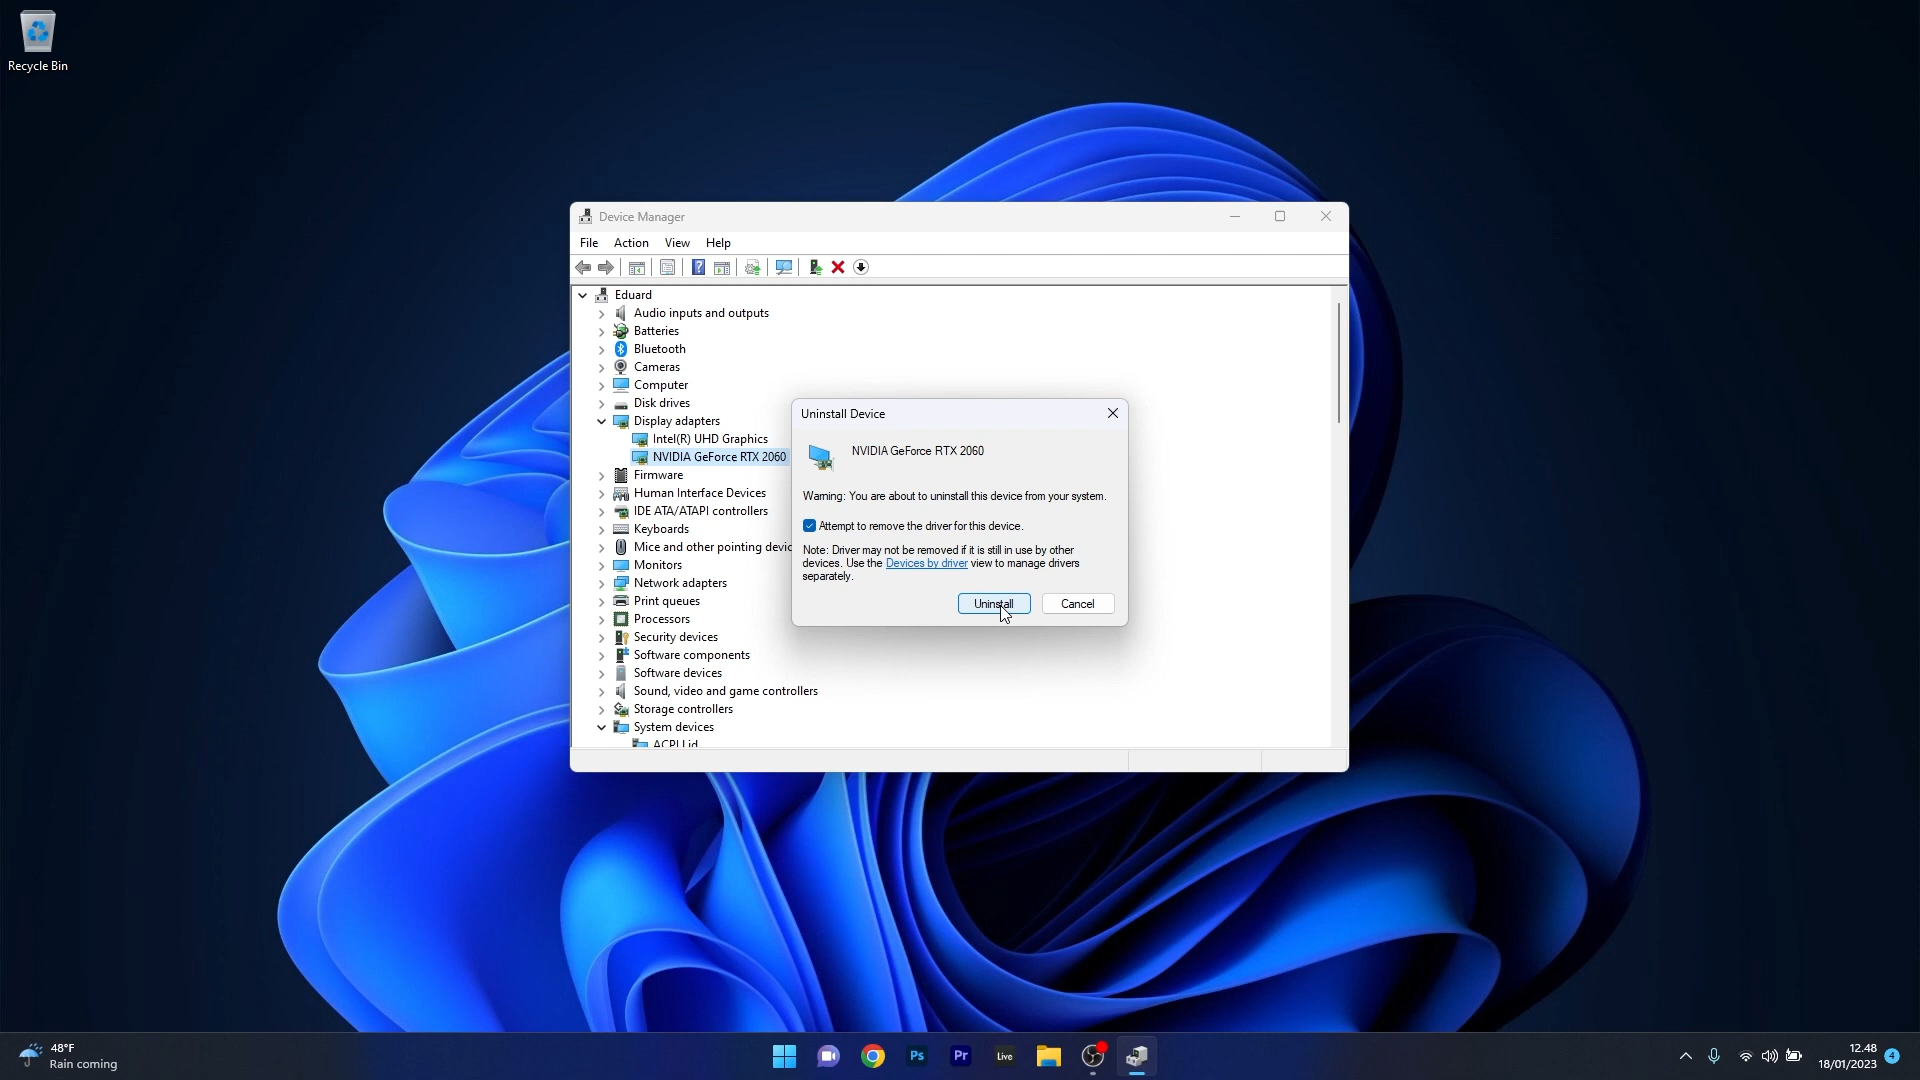 Recycle Bin
Device Manager
File Action View Help
Eduard
Audio inputs and outputs
Batteries
Bluetooth
Cameras
Computer
Disk drives
Display adapters
Intel(R) UHD Graphics
NVIDIA GeForce RTX 2060
Firmware
Human Interface Devices
IDE ATA/ATAPI controllers
Keyboards
Mice and other pointing devic
Monitors
Network adapters
Print queues
Processors
Security devices
Software components
Software devices
Sound, video and game controllers
Storage controllers
System devices
ACPI Lid
Uninstall Device
NVIDIA GeForce RTX 2060
Warning: You are about to uninstall this device from your system.
Attempt to remove the driver for this device.
Note: Driver may not be removed if it is still in use by other
devices. Use the Devices by driver view to manage drivers
separately.
Uninstall Cancel
48°F
Rain coming
Ps Pr Live
12.48
18/01/2023
4